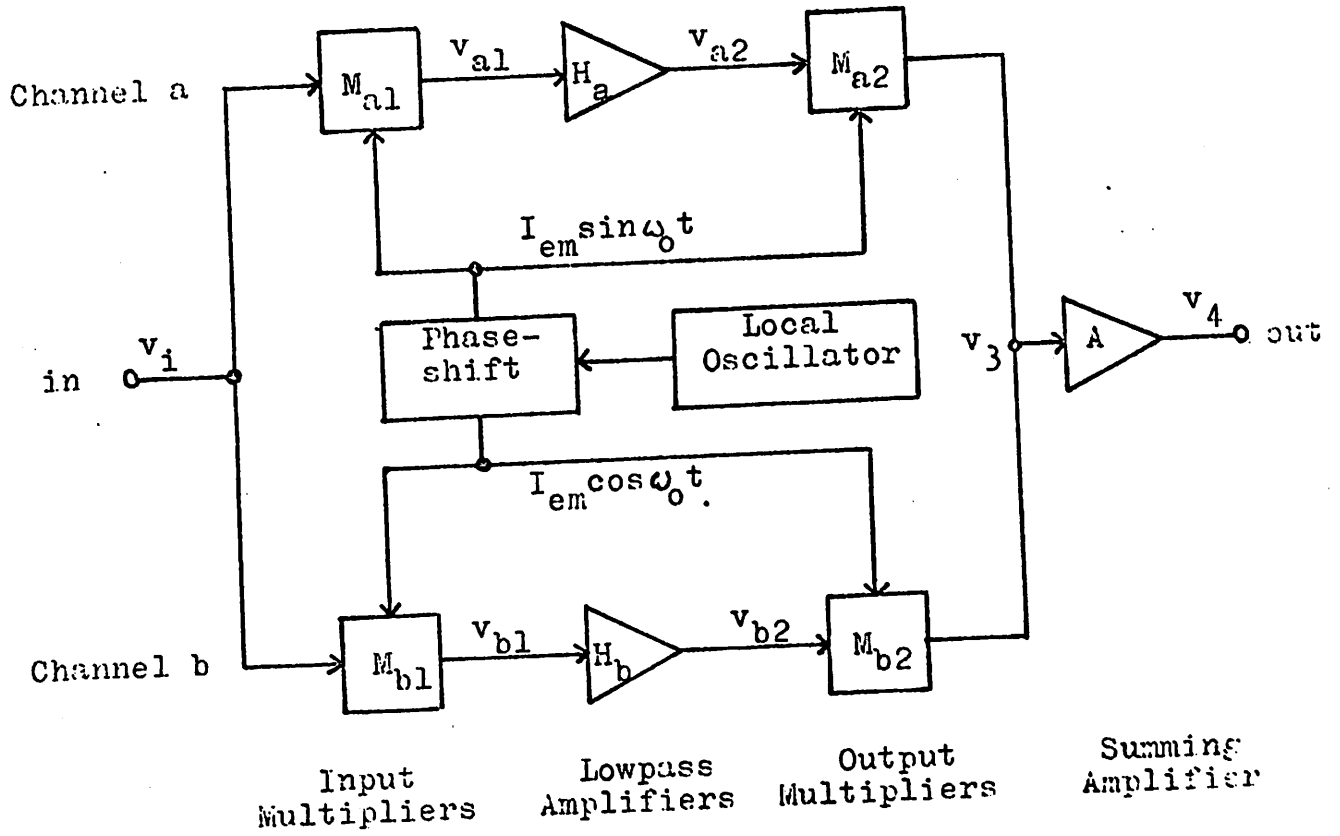 Channel a
M_a1
v_a1
H_a
v_a2
M_a2
I_em sin ω_o t
in
v_i
Phase-
shift
Local
Oscillator
v_3
A
v_4
out
I_em cos ω_o t
Channel b
M_b1
v_b1
H_b
v_b2
M_b2
Input
Multipliers
Lowpass
Amplifiers
Output
Multipliers
Summing
Amplifier